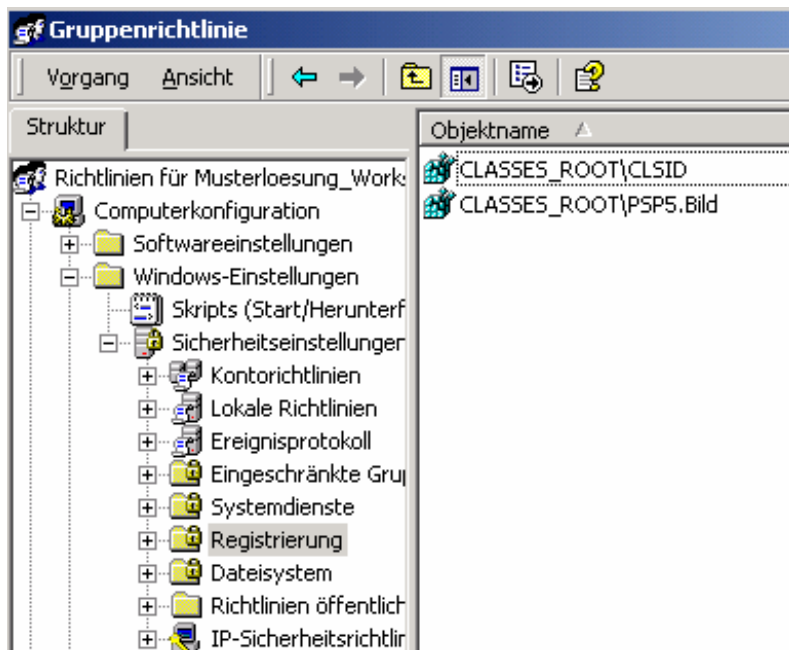 Gruppenrichtlinie
Vorgang Ansicht
Struktur
Objektname
Richtlinien für Musterloesung_Work
Computerkonfiguration
Softwareeinstellungen
Windows-Einstellungen
Skripts (Start/Herunterf
Sicherheitseinstellungen
Kontorichtlinien
Lokale Richtlinien
Ereignisprotokoll
Eingeschränkte Gru
Systemdienste
Registrierung
Dateisystem
Richtlinien öffentlich
IP-Sicherheitsrichtlin
CLASSES_ROOT\CLSID
CLASSES_ROOT\PSP5.Bild